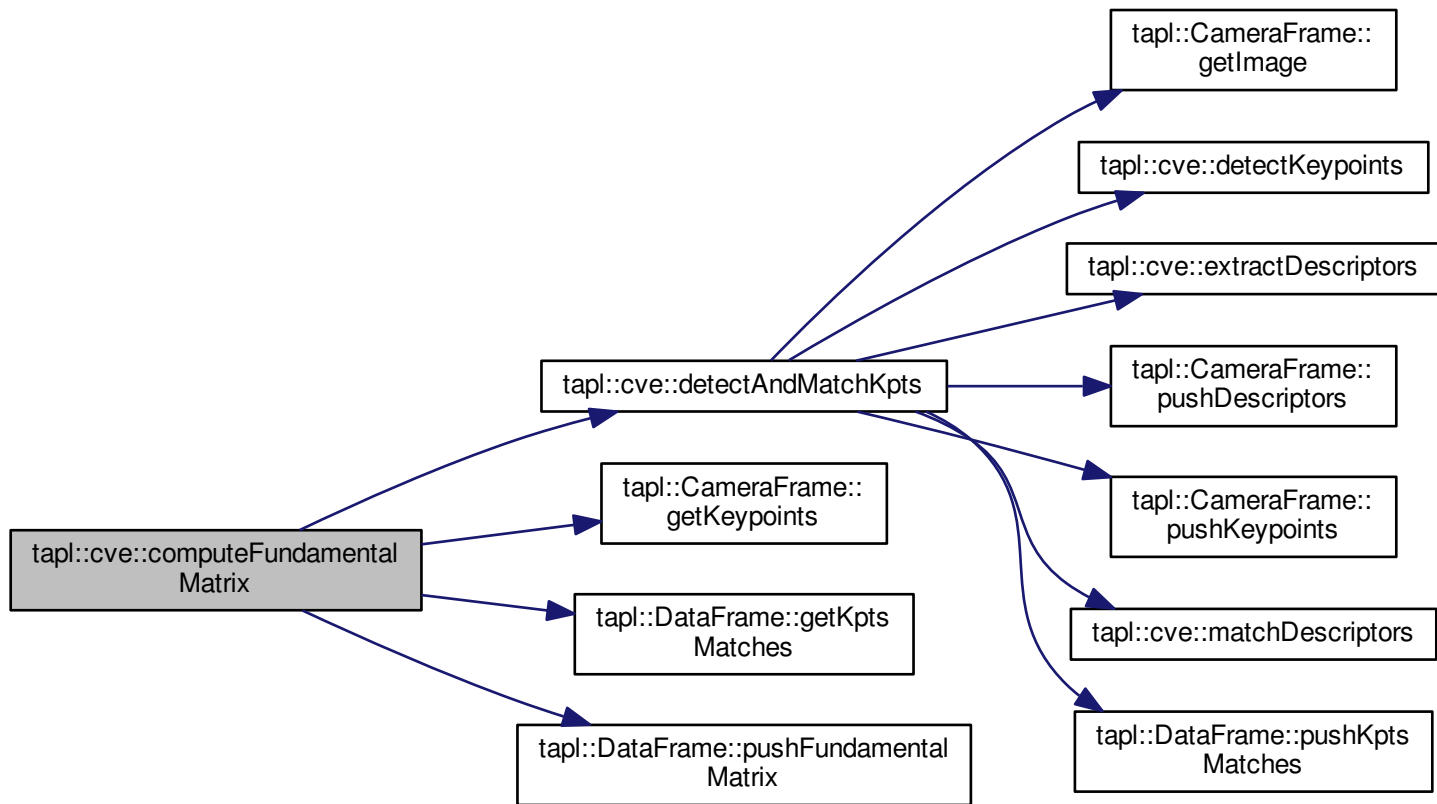 tapl::CameraFrame::
getImage
tapl::cve::detectKeypoints
tapl::cve::extractDescriptors
tapl::cve::detectAndMatchKpts
tapl::CameraFrame::
pushDescriptors
tapl::CameraFrame::
getKeypoints
tapl::CameraFrame::
pushKeypoints
tapl::cve::computeFundamental
Matrix
tapl::DataFrame::getKpts
Matches
tapl::cve::matchDescriptors
tapl::DataFrame::pushFundamental
Matrix
tapl::DataFrame::pushKpts
Matches